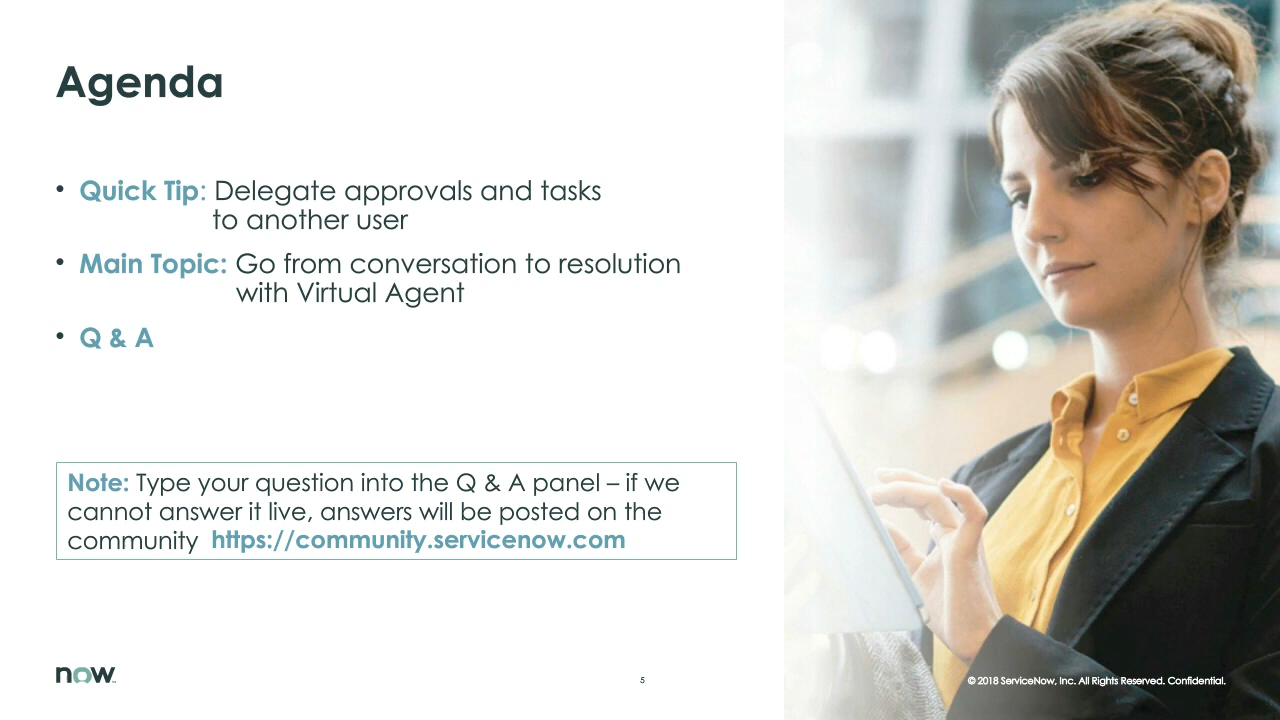 Agenda
• Quick Tip: Delegate approvals and tasks
to another user
• Main Topic: Go from conversation to resolution
with Virtual Agent
• Q & A
Note: Type your question into the Q & A panel – if we
cannot answer it live, answers will be posted on the
community https://community.servicenow.com
now
5
© 2018 ServiceNow, Inc. All Rights Reserved. Confidential.